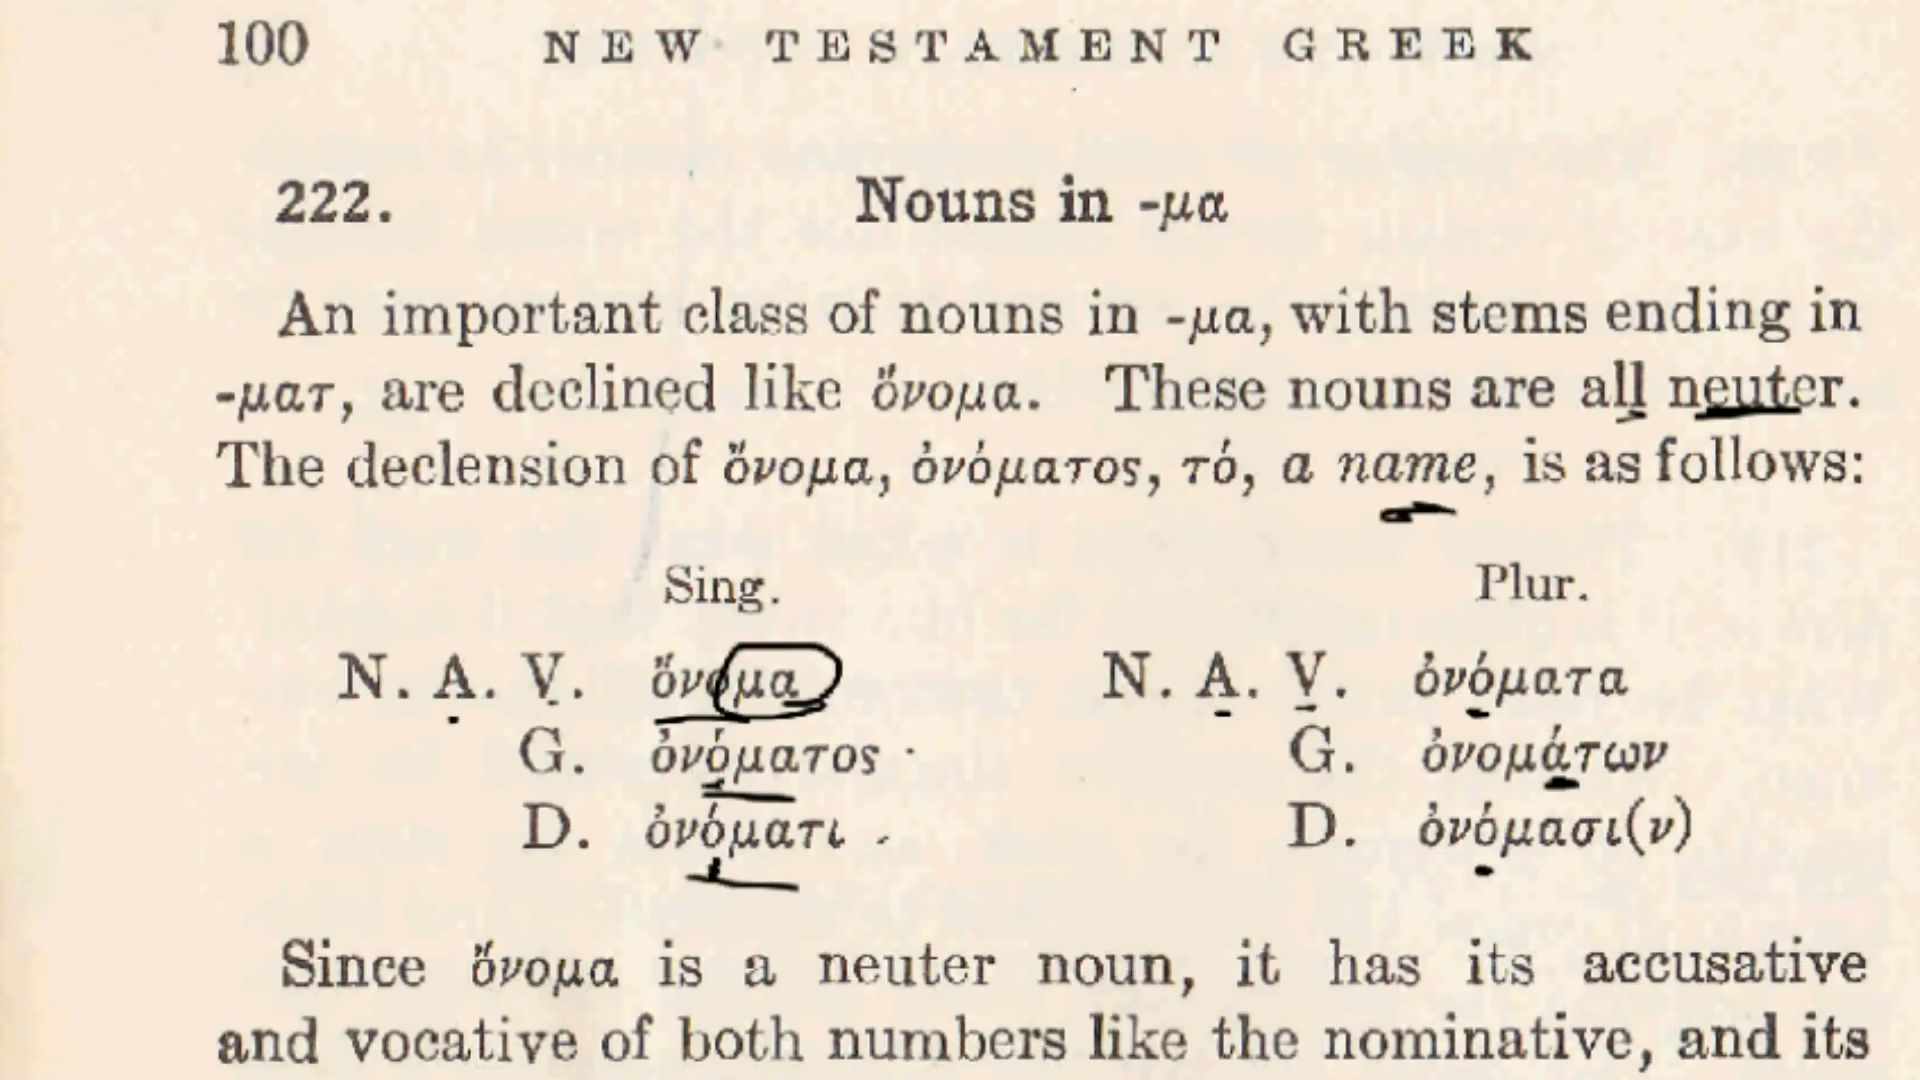 100 NEW TESTAMENT GREEK
222. Nouns in -μα
An important class of nouns in -μα, with stems ending in
-ματ, are declined like ὄνομα. These nouns are all neuter.
The declension of ὄνομα, ὀνόματος, τό, a name, is as follows:
Sing. Plur.
N. A. V. ὄνομα N. A. V. ὀνόματα
G. ὀνόματος G. ὀνομάτων
D. ὀνόματι D. ὀνόμασι(ν)
Since ὄνομα is a neuter noun, it has its accusative
and vocative of both numbers like the nominative, and its